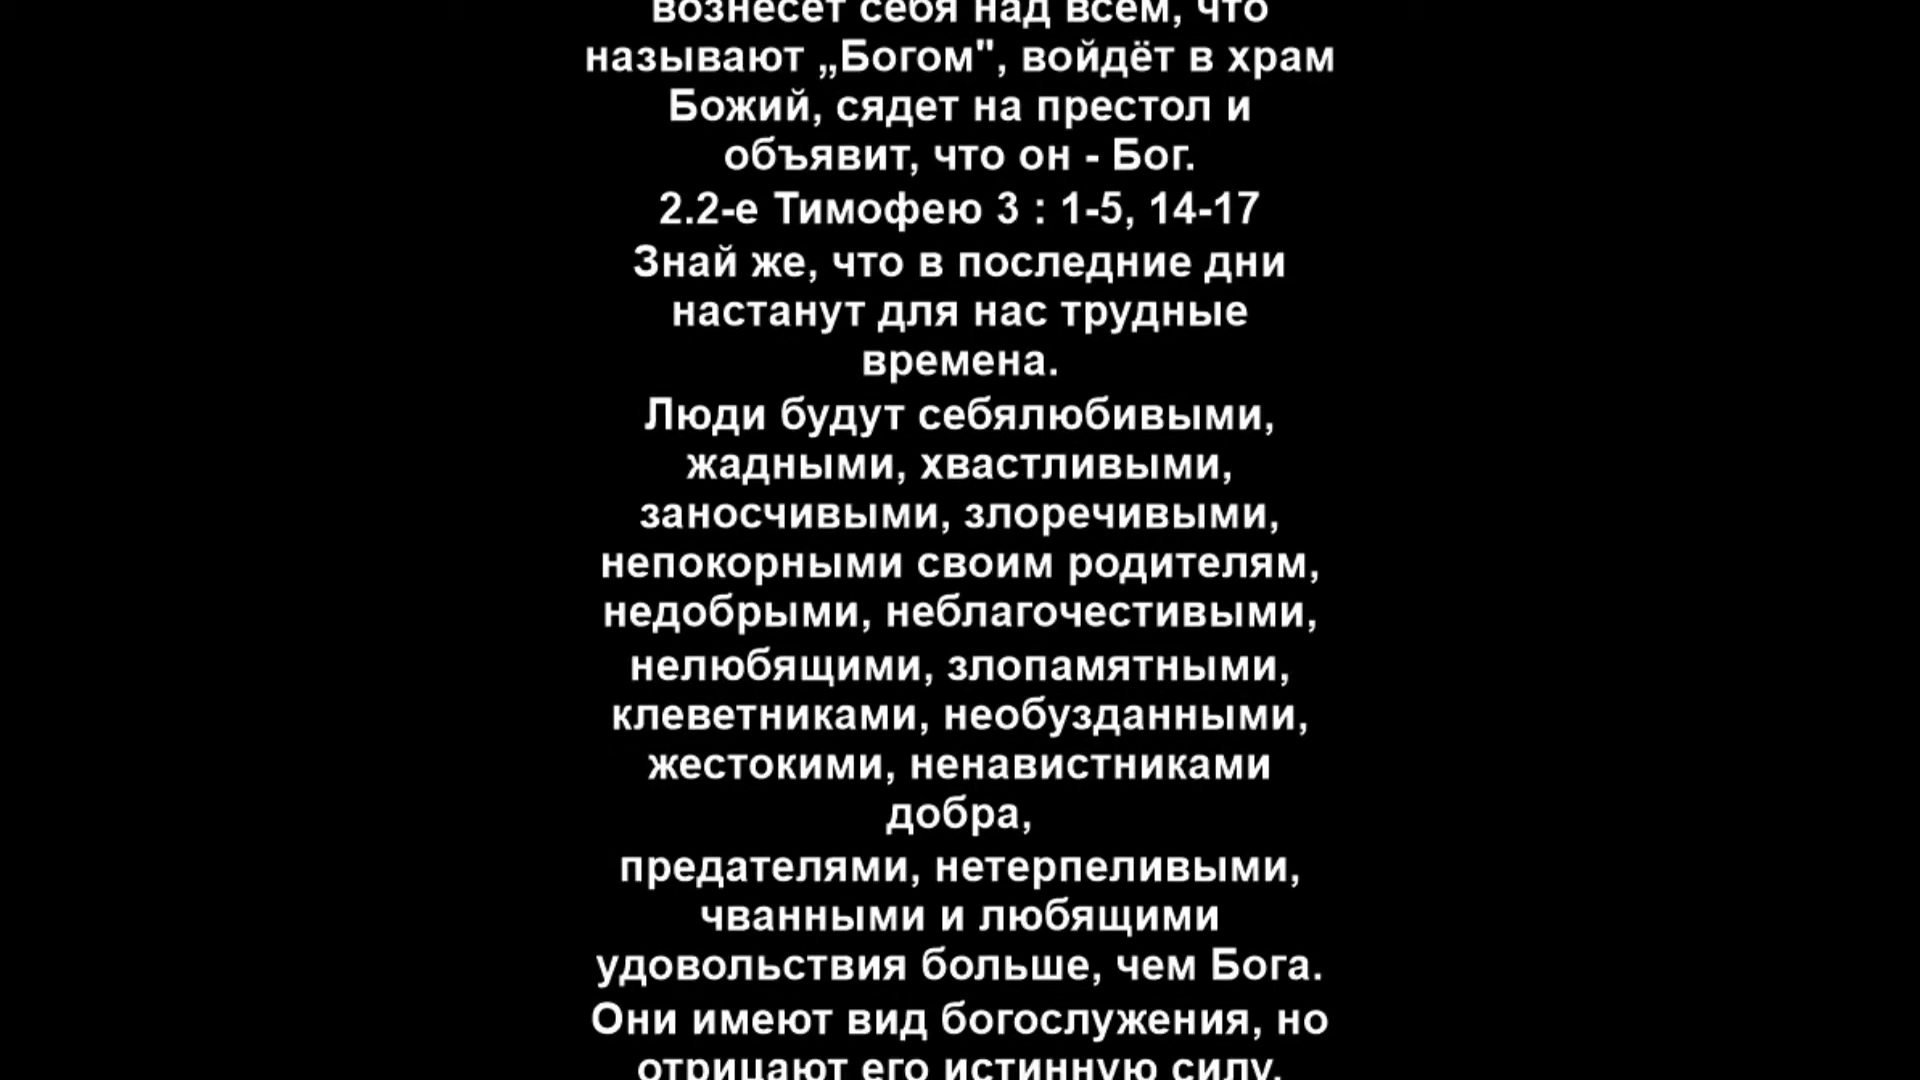 вознесёт себя над всем, что
называют „Богом", войдёт в храм
Божий, сядет на престол и
объявит, что он - Бог.
2.2-е Тимофею 3 : 1-5, 14-17
Знай же, что в последние дни
настанут для нас трудные
времена.
Люди будут себялюбивыми,
жадными, хвастливыми,
заносчивыми, злоречивыми,
непокорными своим родителям,
недобрыми, неблагочестивыми,
нелюбящими, злопамятными,
клеветниками, необузданными,
жестокими, ненавистниками
добра,
предателями, нетерпеливыми,
чванными и любящими
удовольствия больше, чем Бога.
Они имеют вид богослужения, но
отрицают его истинную силу.